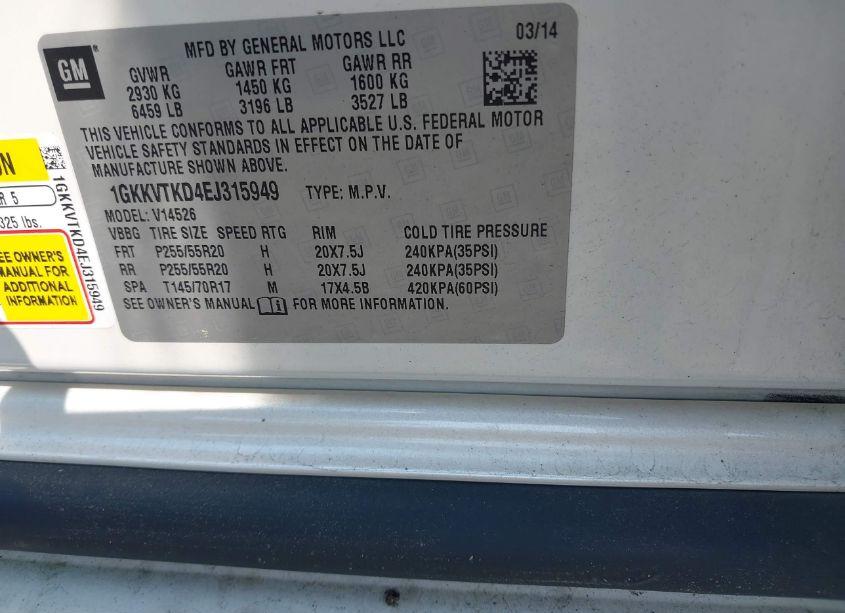 GM
MFD BY GENERAL MOTORS LLC
03/14
GVWR GAWR FRT GAWR RR
2930 KG 1450 KG 1600 KG
6459 LB 3196 LB 3527 LB
THIS VEHICLE CONFORMS TO ALL APPLICABLE U.S. FEDERAL MOTOR
VEHICLE SAFETY STANDARDS IN EFFECT ON THE DATE OF
MANUFACTURE SHOWN ABOVE.
1GKKVTKD4EJ315949 TYPE: M.P.V.
MODEL: V14526
VBBG TIRE SIZE SPEED RTG RIM COLD TIRE PRESSURE
FRT P255/55R20 H 20X7.5J 240KPA(35PSI)
RR P255/55R20 H 20X7.5J 240KPA(35PSI)
SPA T145/70R17 M 17X4.5B 420KPA(60PSI)
SEE OWNER'S MANUAL FOR MORE INFORMATION.
ON
R 5
325 lbs.
SEE OWNER'S
MANUAL FOR
ADDITIONAL
INFORMATION
1GKKVTKD4EJ315949